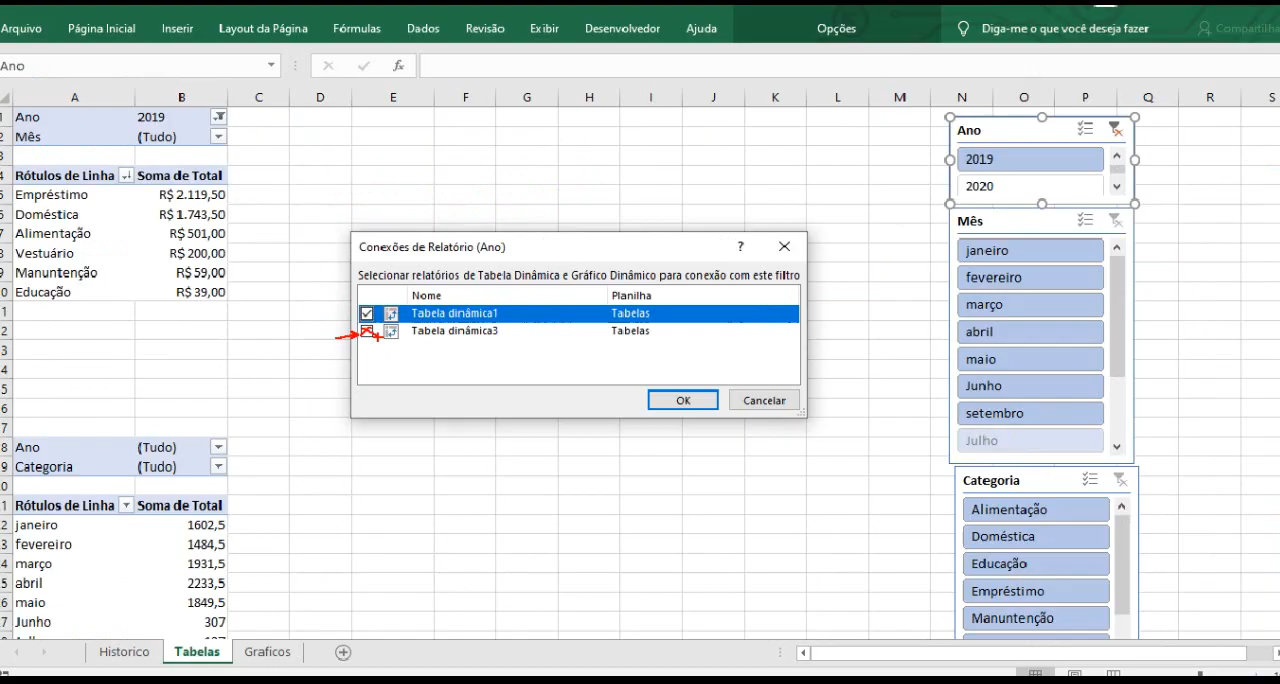 Arquivo Página Inicial Inserir Layout da Página Fórmulas Dados Revisão Exibir Desenvolvedor Ajuda Opções Diga-me o que você deseja fazer
Ano fx
A B C D E F G H I J K L M N O P Q R S
Ano 2019
Mês (Tudo)
Rótulos de Linha Soma de Total
Empréstimo R$ 2.119,50
Doméstica R$ 1.743,50
Alimentação R$ 501,00
Vestuário R$ 200,00
Manuntenção R$ 59,00
Educação R$ 39,00
Ano (Tudo)
Categoria (Tudo)
Rótulos de Linha Soma de Total
janeiro 1602,5
fevereiro 1484,5
março 1931,5
abril 2233,5
maio 1849,5
Junho 307
Conexões de Relatório (Ano) ?
Selecionar relatórios de Tabela Dinâmica e Gráfico Dinâmico para conexão com este filtro
Nome Planilha
Tabela dinâmica1 Tabelas
Tabela dinâmica3 Tabelas
OK Cancelar
Ano
2019
2020
Mês
janeiro
fevereiro
março
abril
maio
Junho
setembro
Julho
Categoria
Alimentação
Doméstica
Educação
Empréstimo
Manuntenção
Historico Tabelas Graficos